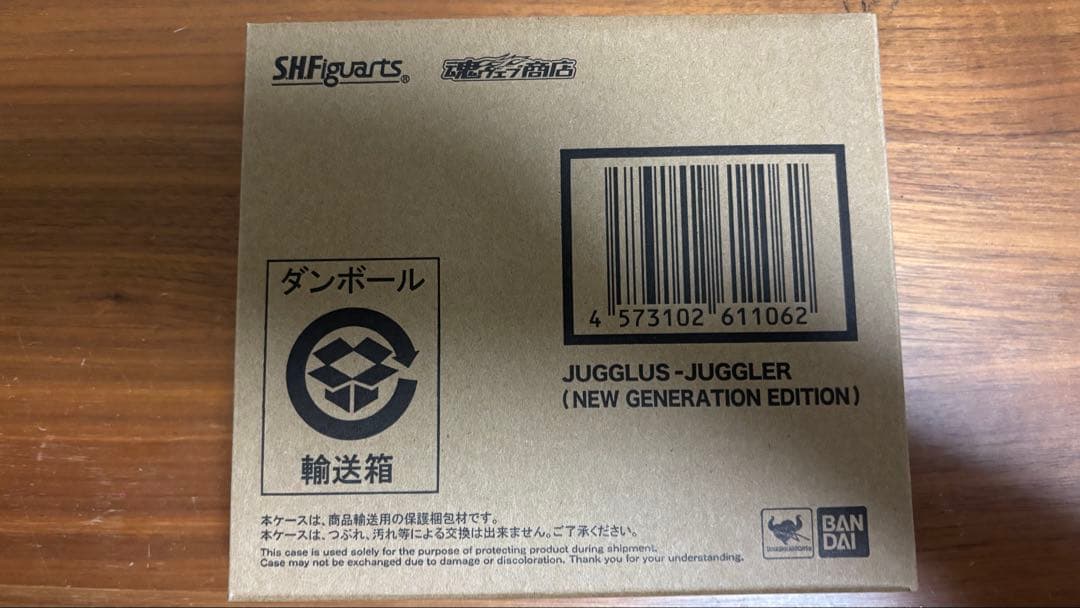 S.H.Figuarts®
魂ウェブ商店
4 573102 611062
JUGGLUS-JUGGLER
(NEW GENERATION EDITION)
ダンボール
輸送箱
本ケースは、商品輸送用の保護梱包材です。
本ケースは、つぶれ、汚れ等による交換は出来ません。ご了承ください。
This case is used solely for the purpose of protecting product during shipment.
Case may not be exchanged due to damage or discoloration. Thank you for your understanding.
BAN
DAI